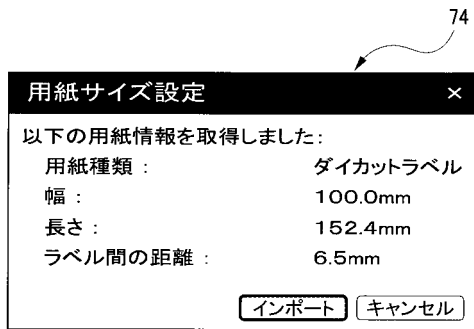 74
用紙サイズ設定 ×
以下の用紙情報を取得しました:
用紙種類 : ダイカットラベル
幅 : 100.0mm
長さ : 152.4mm
ラベル間の距離 : 6.5mm
インポート キャンセル